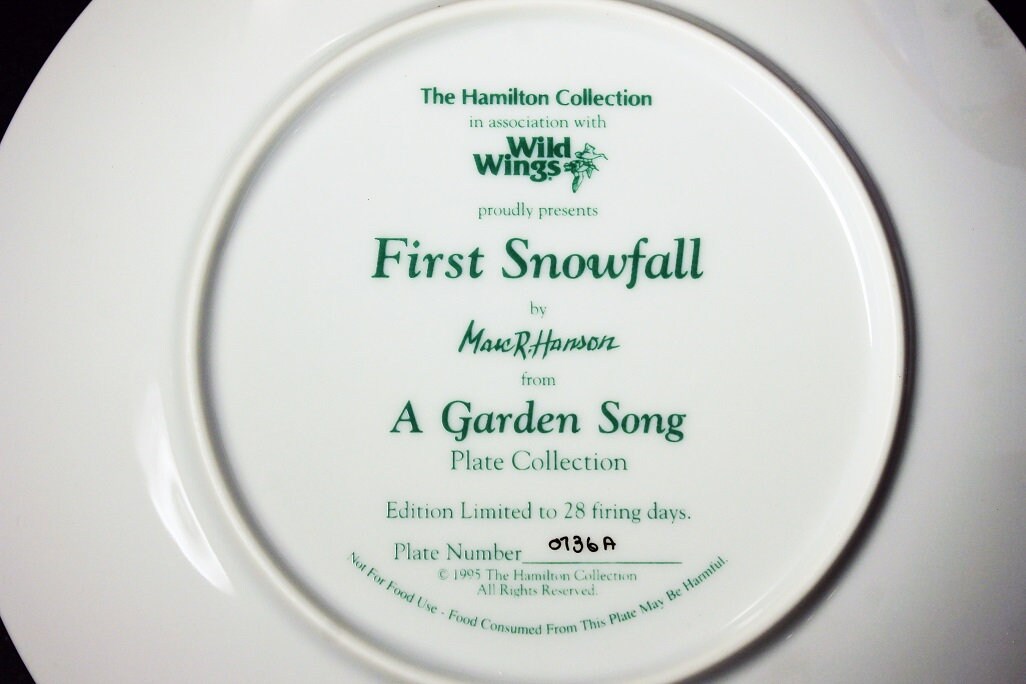 The Hamilton Collection
in association with
Wild
Wings
proudly presents
First Snowfall
by
Marc R. Hanson
from
A Garden Song
Plate Collection
Edition Limited to 28 firing days.
Plate Number 0736A
© 1995 The Hamilton Collection
All Rights Reserved.
Not For Food Use - Food Consumed From This Plate May Be Harmful.